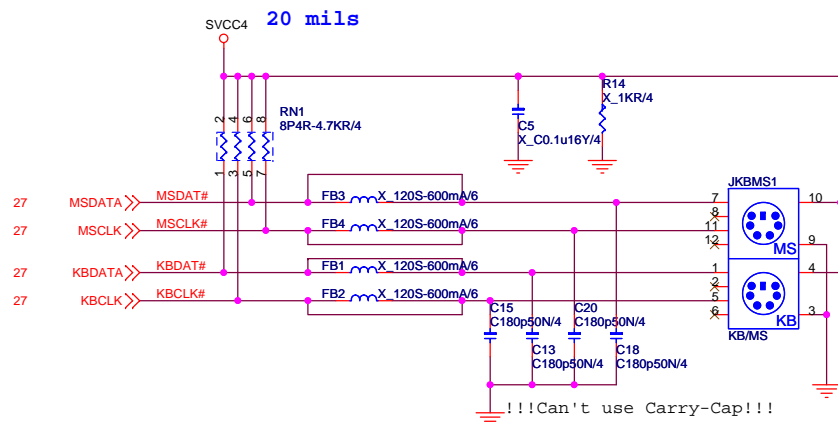 20 mils
SVCC4
RN1
8P4R-4.7KR/4
2 4 6 8
1 3 5 7
C5
X_C0.1u16Y/4
R14
X_1KR/4
27 MSDATA MSDAT# FB3 X_120S-600mA/6
27 MSCLK MSCLK# FB4 X_120S-600mA/6
27 KBDATA KBDAT# FB1 X_120S-600mA/6
27 KBCLK KBCLK# FB2 X_120S-600mA/6
JKBMS1
7 10
8
11
12 9
MS
1 4
2
5
6 3
KB
KB/MS
C15
C180p50N/4
C20
C180p50N/4
C13
C180p50N/4
C18
C180p50N/4
!!!Can't use Carry-Cap!!!